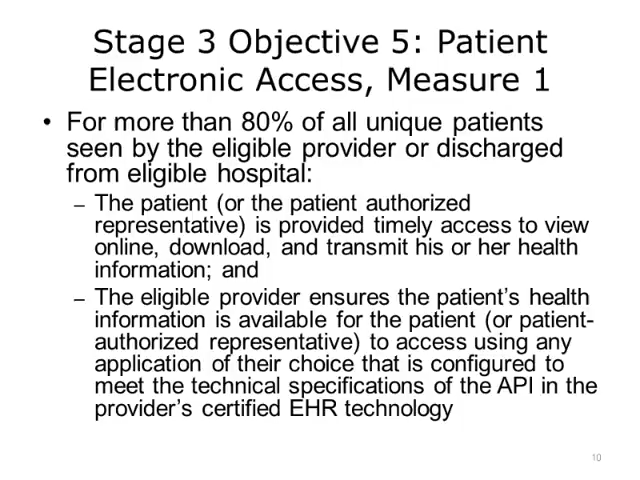 Stage 3 Objective 5: Patient
Electronic Access, Measure 1
• For more than 80% of all unique patients
seen by the eligible provider or discharged
from eligible hospital:
– The patient (or the patient authorized
representative) is provided timely access to view
online, download, and transmit his or her health
information; and
– The eligible provider ensures the patient's health
information is available for the patient (or patient-
authorized representative) to access using any
application of their choice that is configured to
meet the technical specifications of the API in the
provider's certified EHR technology
10